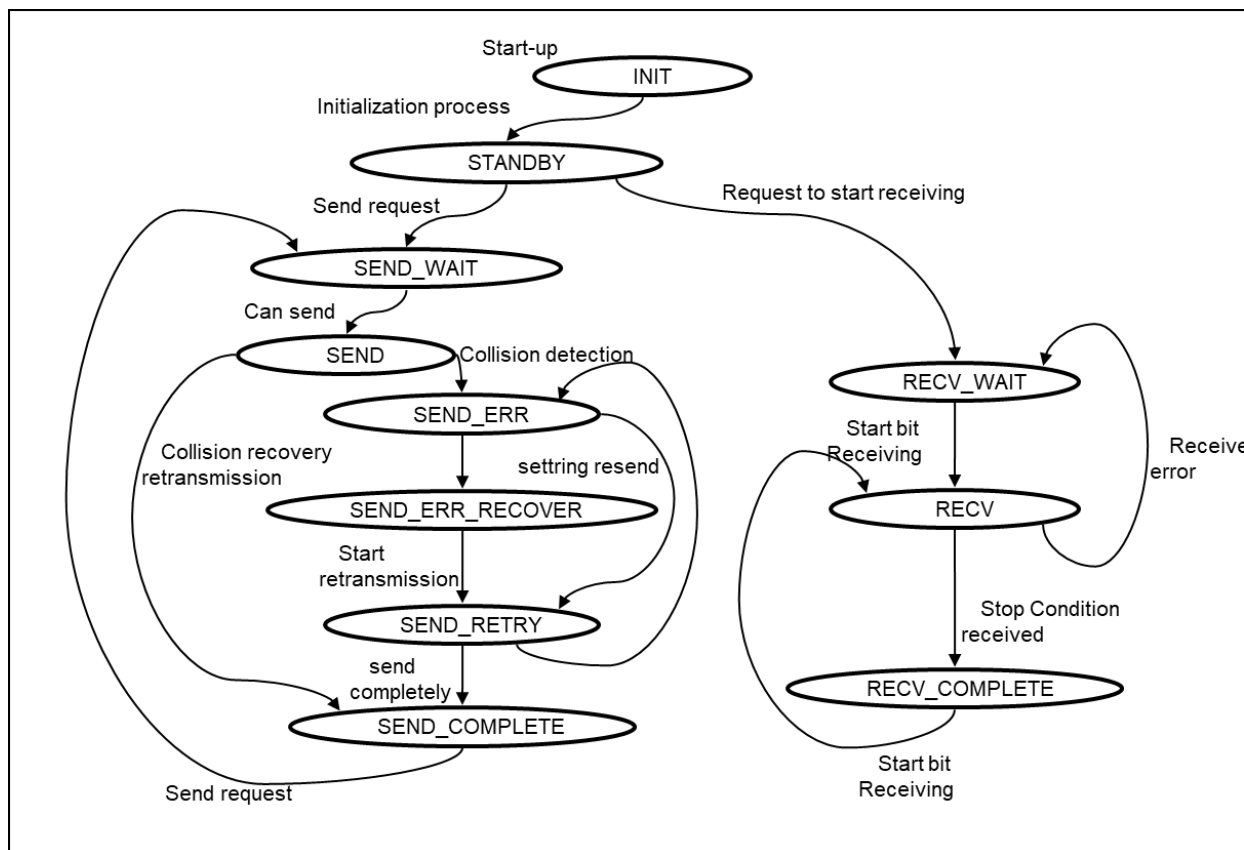 Start-up
INIT
Initialization process
STANDBY
Send request
Request to start receiving
SEND_WAIT
Can send
SEND
Collision detection
RECV_WAIT
SEND_ERR
Start bit
Receiving
Collision recovery
retransmission
settring resend
Receive
error
SEND_ERR_RECOVER
RECV
Start
retransmission
Stop Condition
received
SEND_RETRY
send
completely
RECV_COMPLETE
SEND_COMPLETE
Start bit
Receiving
Send request